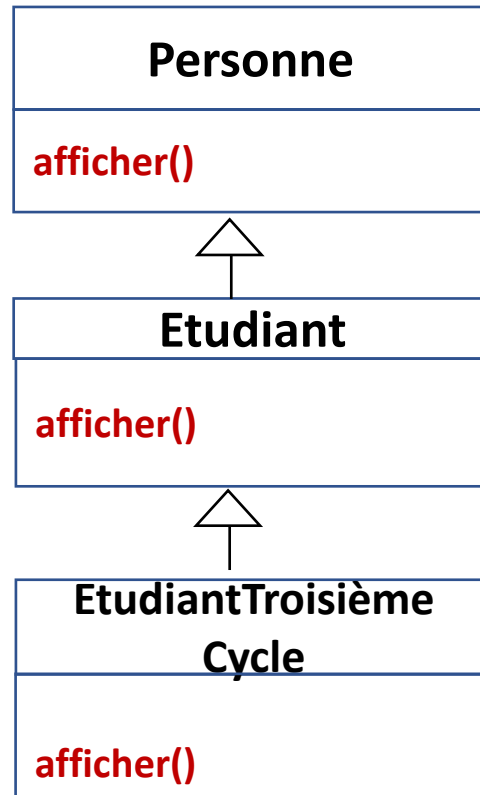 Personne
afficher()
Etudiant
afficher()
EtudiantTroisième
Cycle
afficher()